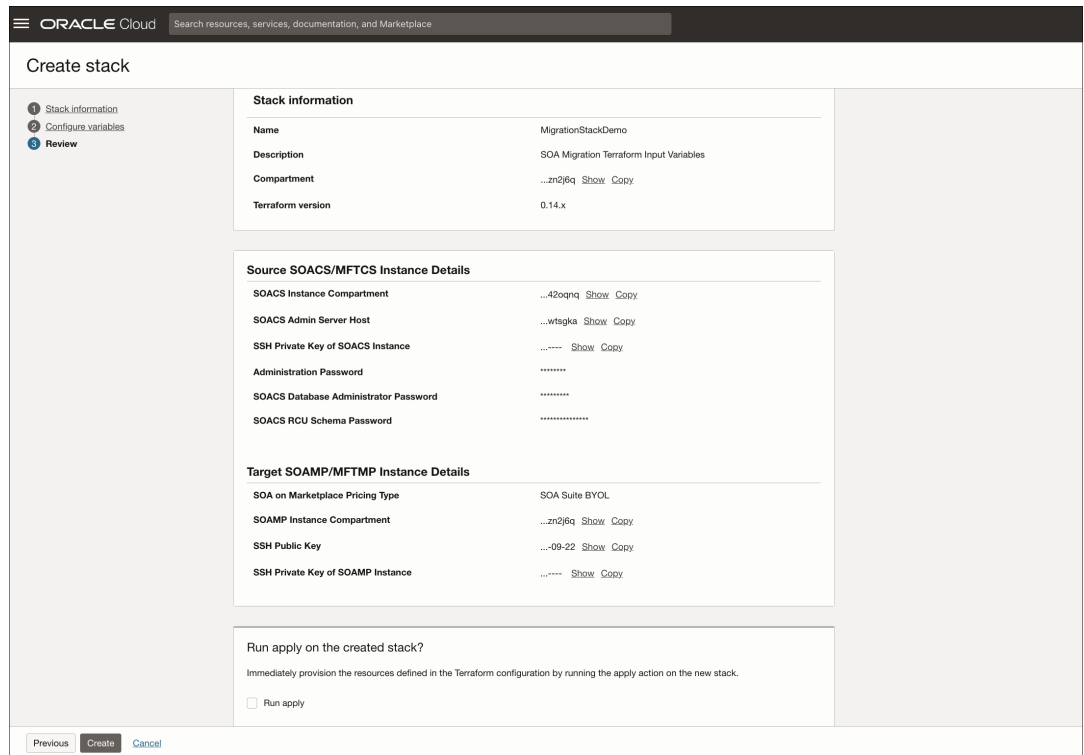 ORACLE Cloud
Search resources, services, documentation, and Marketplace
Create stack
1 Stack information
2 Configure variables
3 Review
Stack information
Name MigrationStackDemo
Description SOA Migration Terraform Input Variables
Compartment ...zn2j6q Show Copy
Terraform version 0.14.x
Source SOACS/MFTCS Instance Details
SOACS Instance Compartment ...42oqnq Show Copy
SOACS Admin Server Host ...wtsgka Show Copy
SSH Private Key of SOACS Instance ...---- Show Copy
Administration Password ********
SOACS Database Administrator Password *********
SOACS RCU Schema Password ***************
Target SOAMP/MFTMP Instance Details
SOA on Marketplace Pricing Type SOA Suite BYOL
SOAMP Instance Compartment ...zn2j6q Show Copy
SSH Public Key ...-09-22 Show Copy
SSH Private Key of SOAMP Instance ...---- Show Copy
Run apply on the created stack?
Immediately provision the resources defined in the Terraform configuration by running the apply action on the new stack.
Run apply
Previous Create Cancel